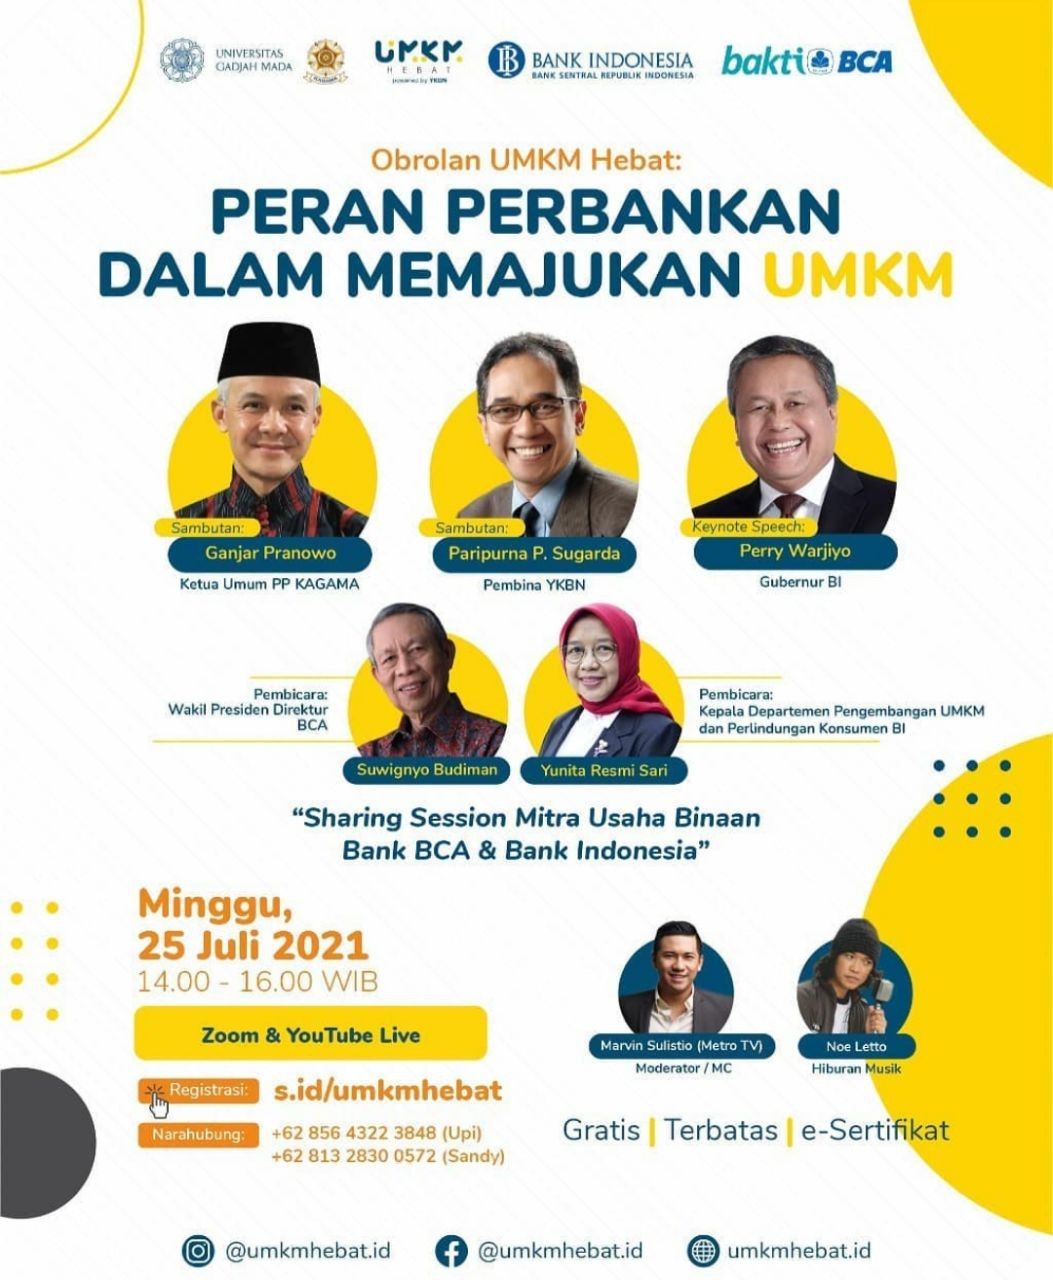 UNIVERSITAS
GADJAH MADA
UMKM
HEBAT
powered by YKBN
BANK INDONESIA
BANK SENTRAL REPUBLIK INDONESIA
bakti BCA
Obrolan UMKM Hebat:
PERAN PERBANKAN
DALAM MEMAJUKAN UMKM
Sambutan:
Ganjar Pranowo
Ketua Umum PP KAGAMA
Sambutan:
Paripurna P. Sugarda
Pembina YKBN
Keynote Speech:
Perry Warjiyo
Gubernur BI
Pembicara:
Wakil Presiden Direktur
BCA
Suwignyo Budiman
Yunita Resmi Sari
Pembicara:
Kepala Departemen Pengembangan UMKM
dan Perlindungan Konsumen BI
“Sharing Session Mitra Usaha Binaan
Bank BCA & Bank Indonesia”
Minggu,
25 Juli 2021
14.00 - 16.00 WIB
Zoom & YouTube Live
Registrasi: s.id/umkmhebat
Narahubung: +62 856 4322 3848 (Upi)
+62 813 2830 0572 (Sandy)
Marvin Sulistio (Metro TV)
Moderator / MC
Noe Letto
Hiburan Musik
Gratis | Terbatas | e-Sertifikat
@umkmhebat.id
@umkmhebat.id
umkmhebat.id